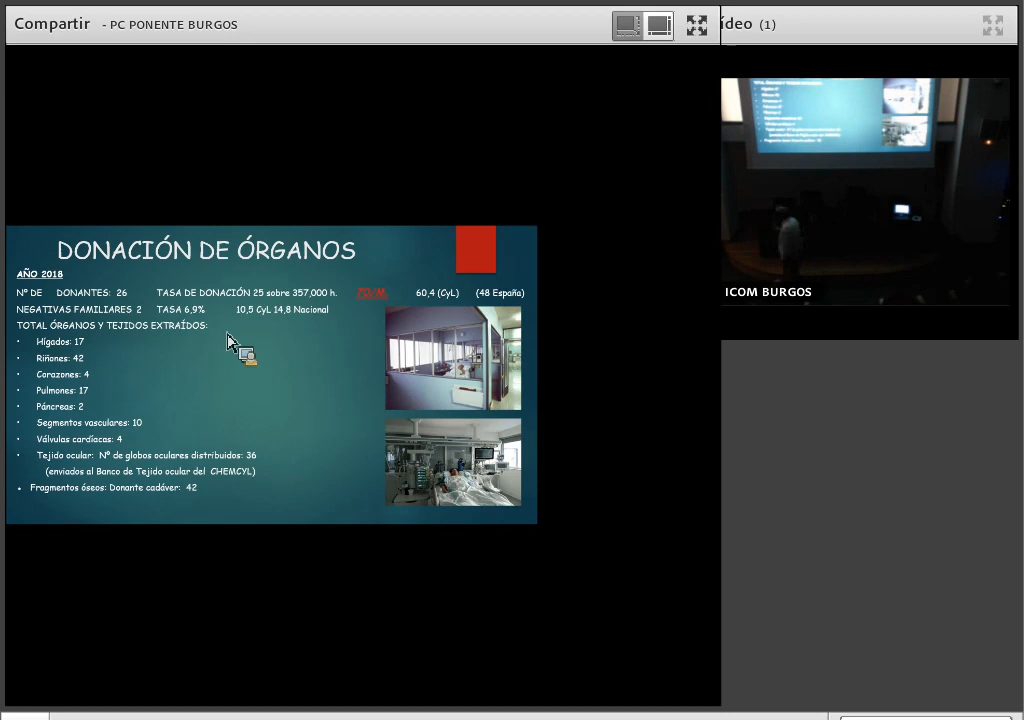 Compartir - PC PONENTE BURGOS
ídeo (1)
DONACIÓN DE ÓRGANOS
AÑO 2018
Nº DE DONANTES: 26 TASA DE DONACIÓN 25 sobre 357,000 h. 70/M. 60,4 (CyL) (48 España)
NEGATIVAS FAMILIARES 2 TASA 6,9% 10,5 CyL 14,8 Nacional
TOTAL ÓRGANOS Y TEJIDOS EXTRAÍDOS:
• Hígados: 17
• Riñones: 42
• Corazones: 4
• Pulmones: 17
• Páncreas: 2
• Segmentos vasculares: 10
• Válvulas cardíacas: 4
• Tejido ocular: Nº de globos oculares distribuidos: 36
(enviados al Banco de Tejido ocular del CHEMCYL)
• Fragmentos óseos: Donante cadáver: 42
ICOM BURGOS